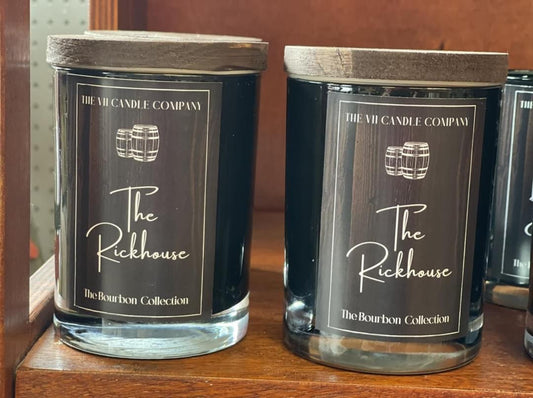 THE VII CANDLE COMPANY
The
Rickhouse
The Bourbon Collection
THE VII CANDLE COMPANY
The
Rickhouse
The Bourbon Collection